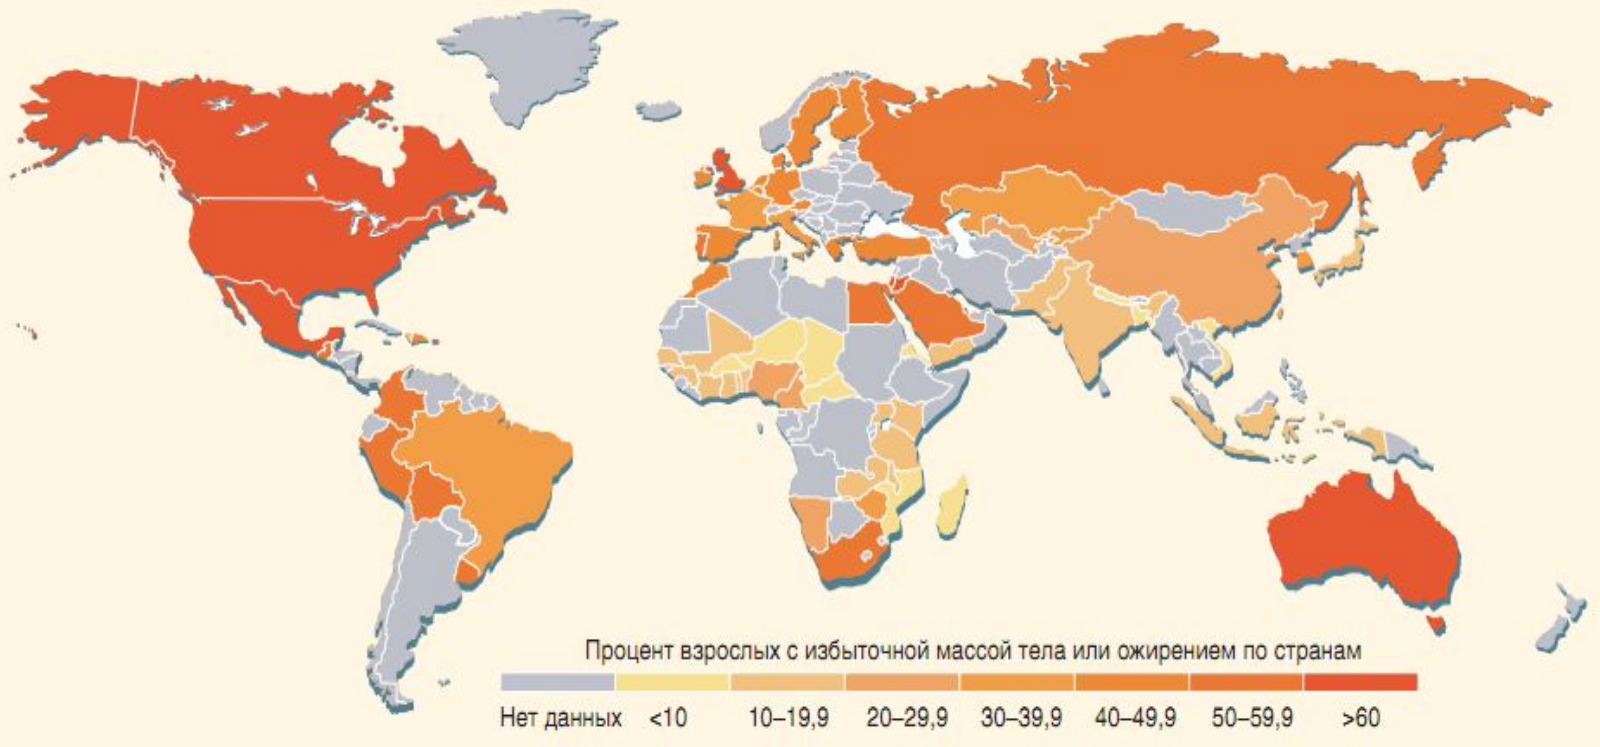 Процент взрослых с избыточной массой тела или ожирением по странам
Нет данных <10 10–19,9 20–29,9 30–39,9 40–49,9 50–59,9 >60